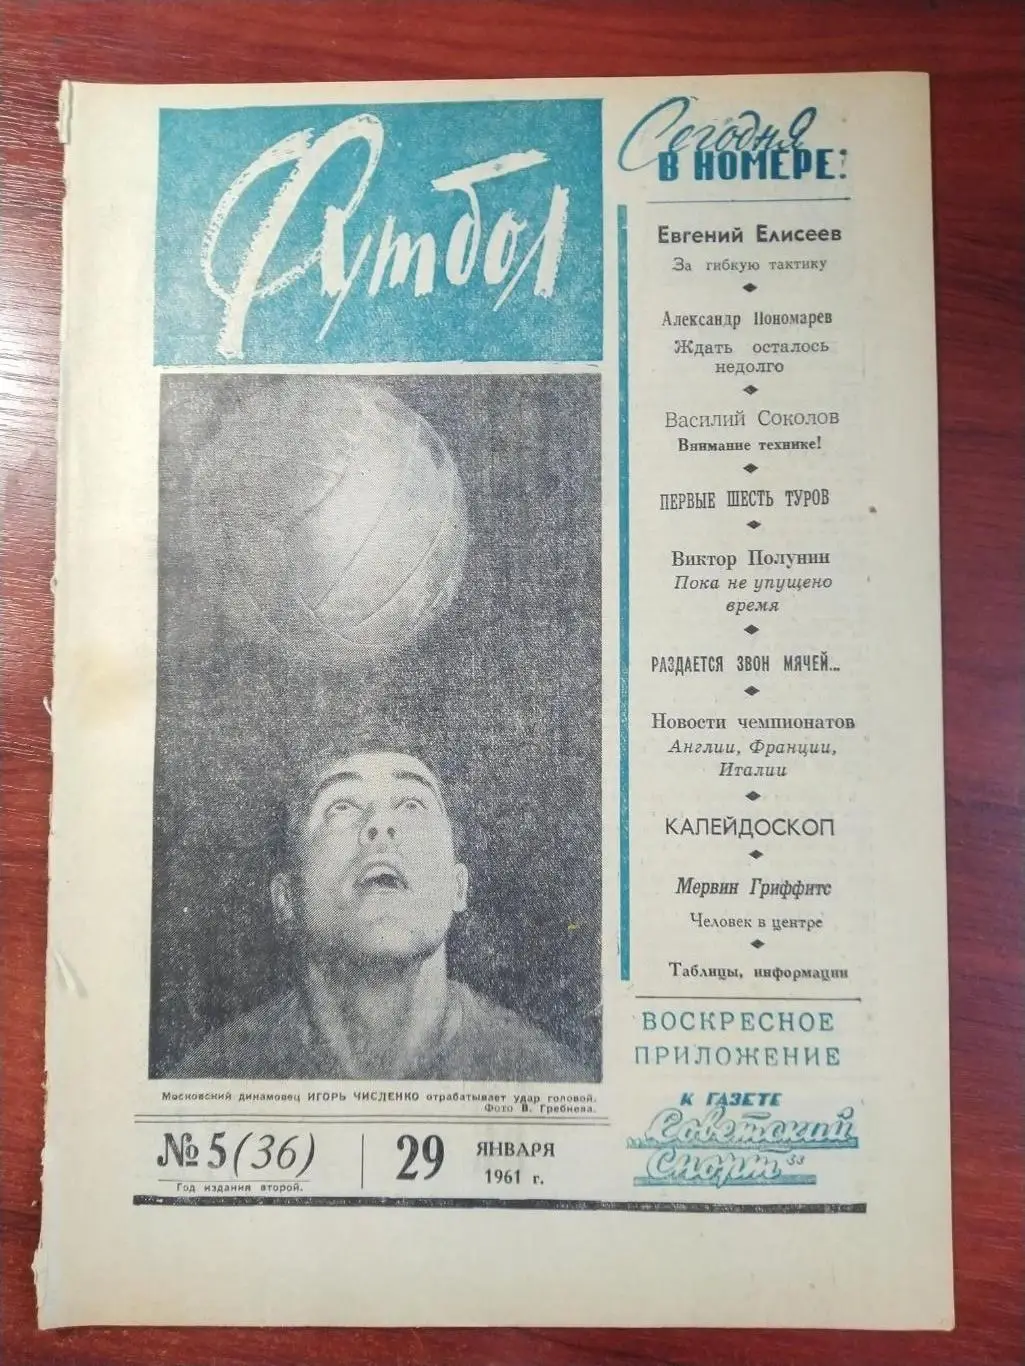 Футбол
Сегодня
В НОМЕРЕ:
Евгений Елисеев
За гибкую тактику
Александр Пономарев
Ждать осталось
недолго
Василий Соколов
Внимание технике!
ПЕРВЫЕ ШЕСТЬ ТУРОВ
Виктор Полунин
Пока не упущено
время
РАЗДАЕТСЯ ЗВОН МЯЧЕЙ...
Новости чемпионатов
Англии, Франции,
Италии
КАЛЕЙДОСКОП
Мервин Гриффитс
Человек в центре
Таблицы, информации
ВОСКРЕСНОЕ
ПРИЛОЖЕНИЕ
К ГАЗЕТЕ
„Советский
Спорт"
Московский динамовец ИГОРЬ ЧИСЛЕНКО отрабатывает удар головой.
Фото В. Гребнева.
№ 5 (36)
Год издания второй.
29
ЯНВАРЯ
1961 г.